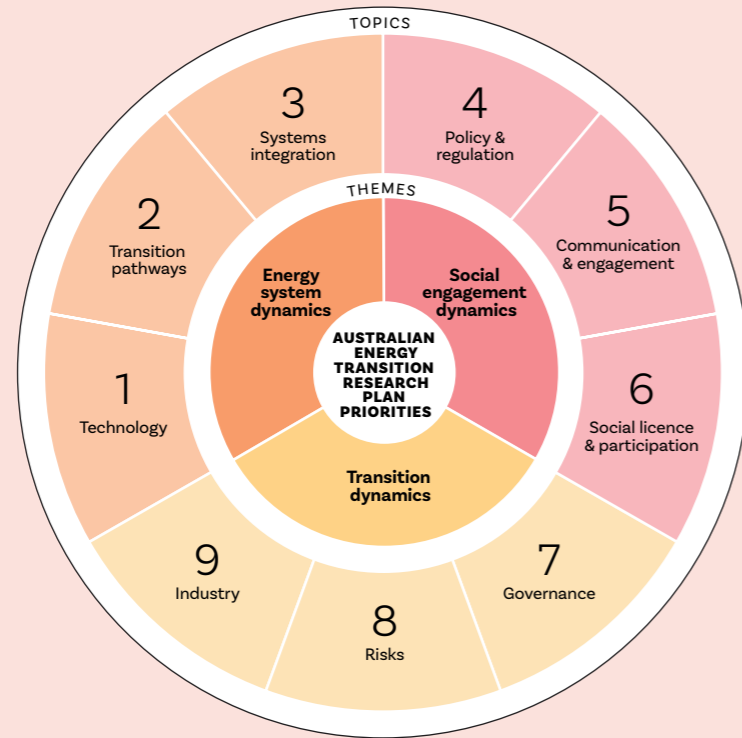 TOPICS
3
Systems
integration
4
Policy &
regulation
2
Transition
pathways
5
Communication
& engagement
THEMES
Energy
system
dynamics
Social
engagement
dynamics
AUSTRALIAN
ENERGY
TRANSITION
RESEARCH
PLAN
PRIORITIES
1
Technology
6
Social licence
& participation
Transition
dynamics
9
Industry
8
Risks
7
Governance